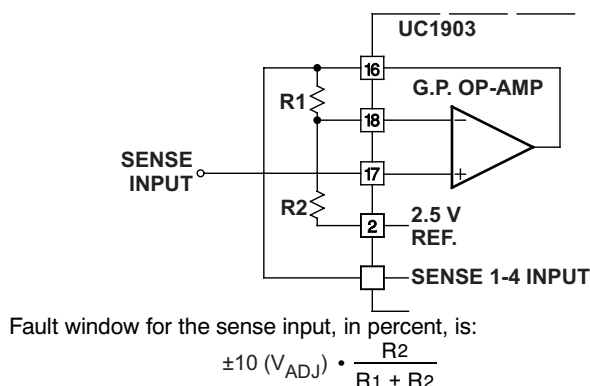 UC1903
16
G.P. OP-AMP
R1
18
−
SENSE
INPUT
17
+
R2
2
2.5 V
REF.
SENSE 1-4 INPUT
Fault window for the sense input, in percent, is:
±10 (VADJ) • R2
R1 + R2